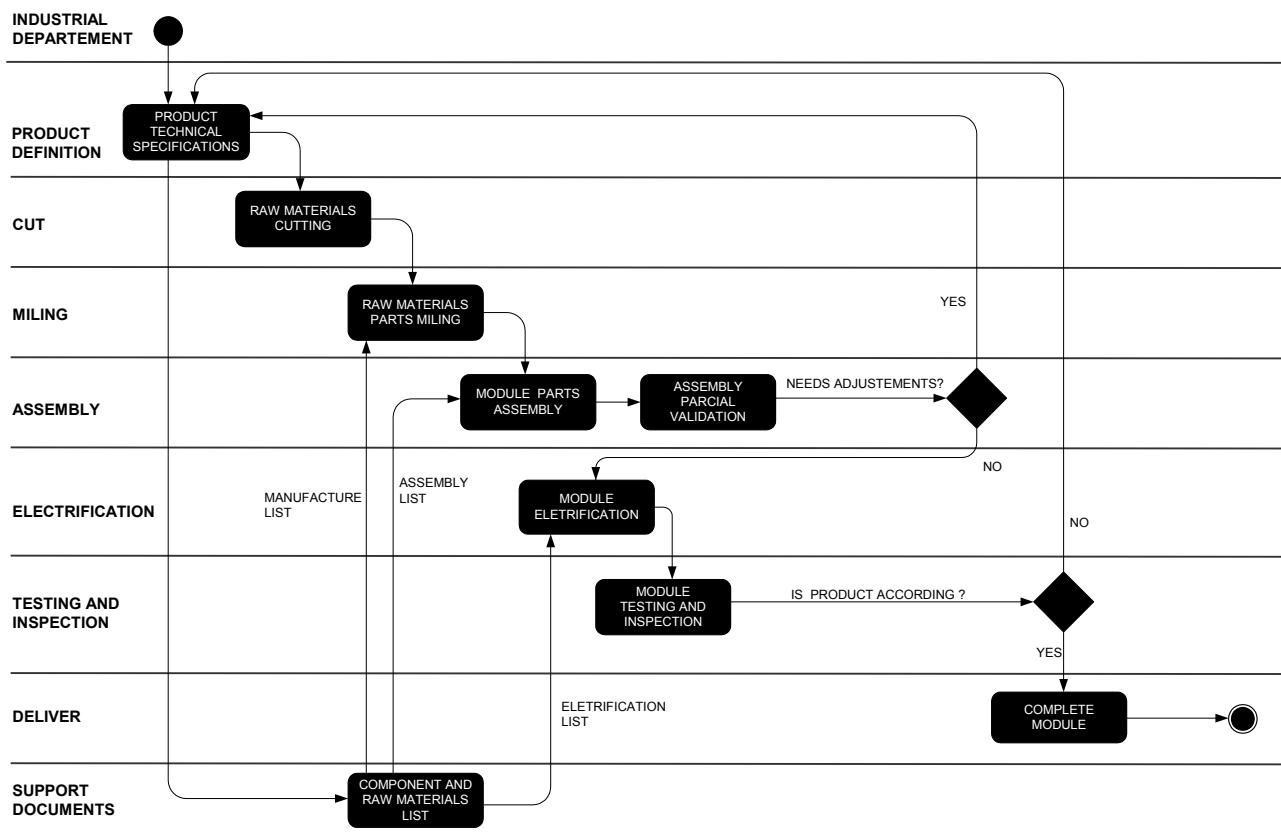 INDUSTRIAL
DEPARTEMENT
PRODUCT
TECHNICAL
SPECIFICATIONS
PRODUCT
DEFINITION
RAW MATERIALS
CUTTING
CUT
RAW MATERIALS
PARTS MILING
YES
MILING
MODULE PARTS
ASSEMBLY
ASSEMBLY
PARCIAL
VALIDATION
NEEDS ADJUSTEMENTS?
ASSEMBLY
NO
MANUFACTURE
LIST
ASSEMBLY
LIST
MODULE
ELETRIFICATION
ELECTRIFICATION
NO
MODULE
TESTING AND
INSPECTION
IS PRODUCT ACCORDING ?
TESTING AND
INSPECTION
YES
ELETRIFICATION
LIST
COMPLETE
MODULE
DELIVER
COMPONENT AND
RAW MATERIALS
LIST
SUPPORT
DOCUMENTS